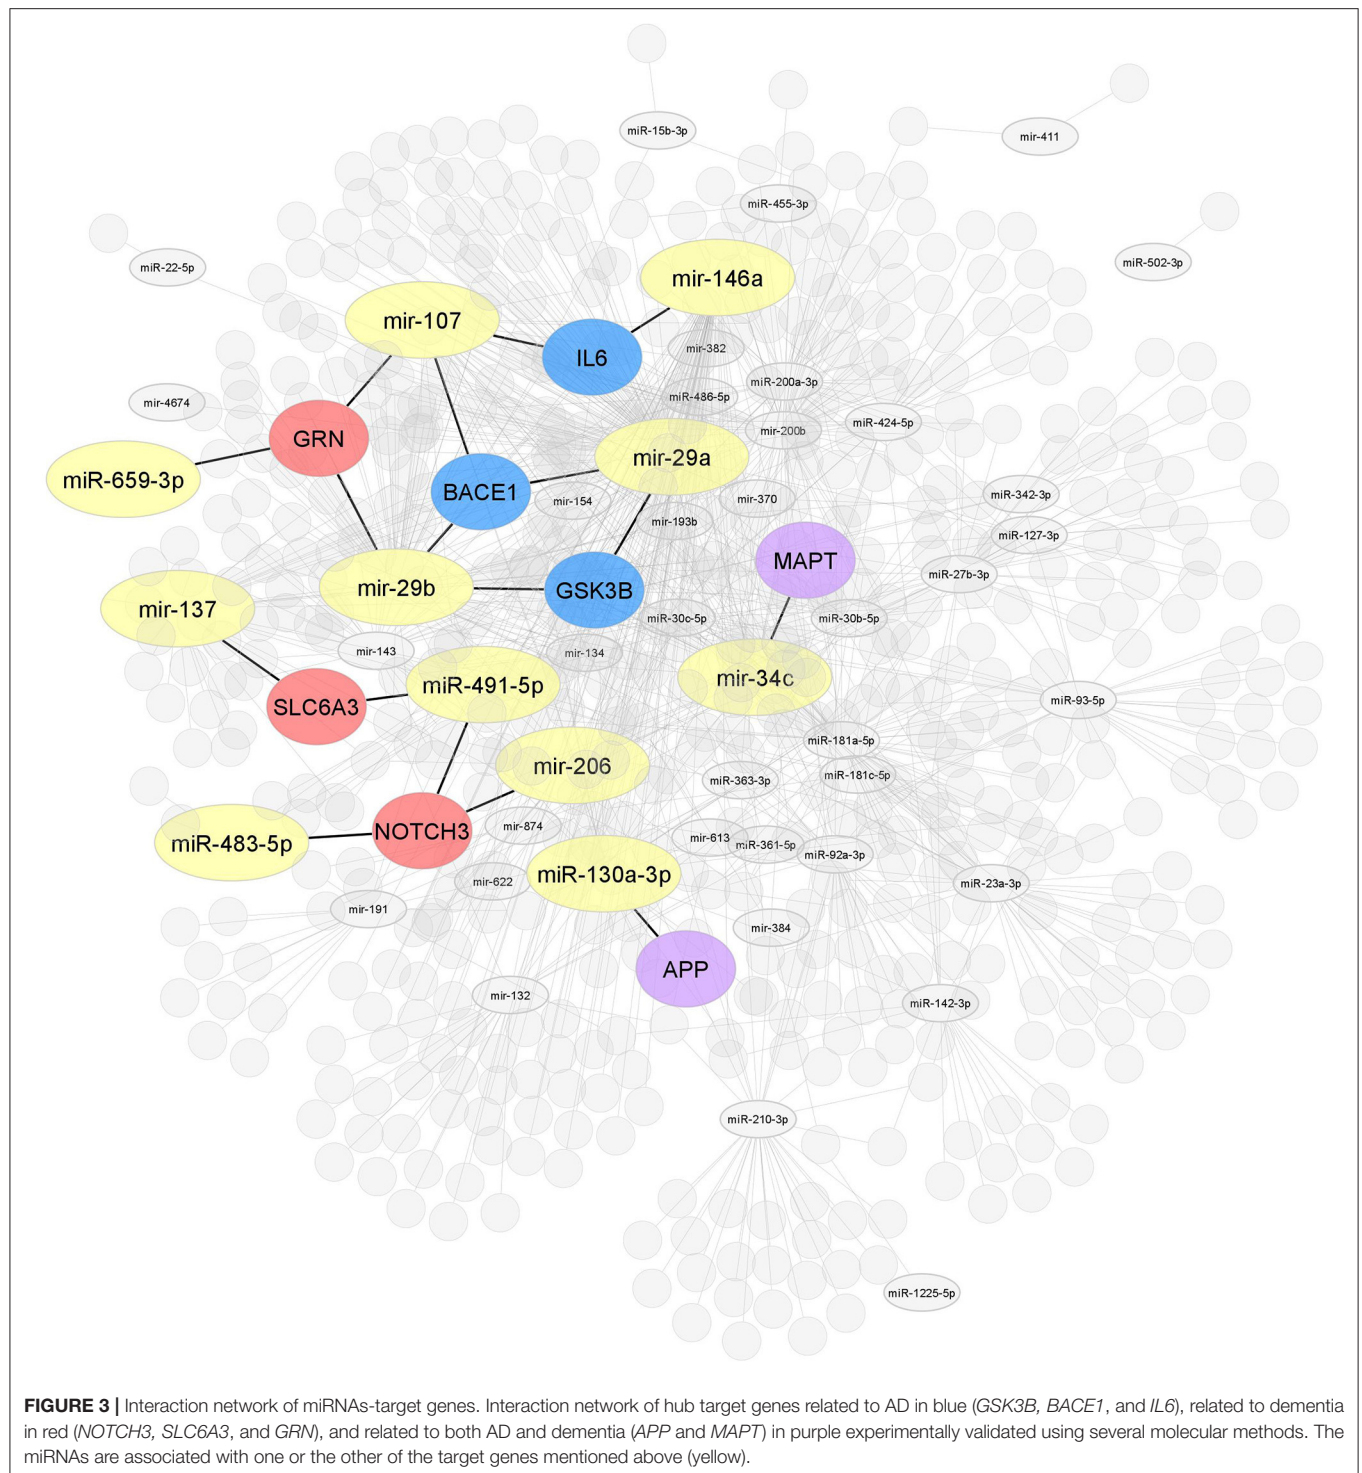 miR-15b-3p
mir-411
miR-455-3p
miR-502-3p
miR-22-5p
mir-146a
mir-107
IL6
mir-382
miR-200a-3p
miR-486-5p
mir-4674
miR-424-5p
mir-200b
GRN
mir-29a
miR-659-3p
BACE1
mir-154
mir-370
miR-342-3p
mir-193b
miR-127-3p
MAPT
miR-27b-3p
mir-29b
GSK3B
mir-137
miR-30c-5p
miR-30b-5p
mir-143
mir-134
mir-34c
miR-491-5p
SLC6A3
miR-93-5p
miR-181a-5p
mir-206
miR-363-3p
miR-181c-5p
NOTCH3
mir-874
miR-483-5p
mir-613
miR-361-5p
miR-92a-3p
miR-130a-3p
mir-622
miR-23a-3p
mir-191
mir-384
APP
mir-132
miR-142-3p
miR-210-3p
miR-1225-5p
FIGURE 3 | Interaction network of miRNAs-target genes. Interaction network of hub target genes related to AD in blue (GSK3B, BACE1, and IL6), related to dementia
in red (NOTCH3, SLC6A3, and GRN), and related to both AD and dementia (APP and MAPT) in purple experimentally validated using several molecular methods. The
miRNAs are associated with one or the other of the target genes mentioned above (yellow).